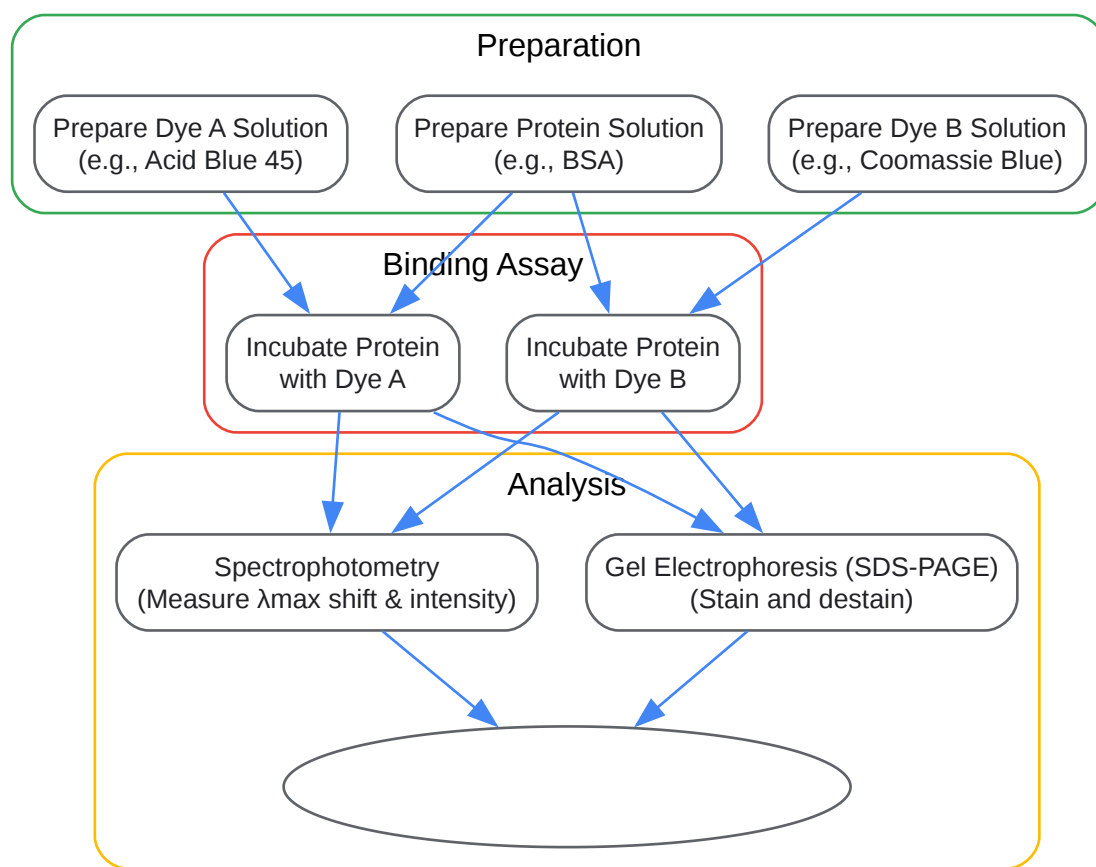 Preparation
Prepare Dye A Solution
(e.g., Acid Blue 45)
Prepare Protein Solution
(e.g., BSA)
Prepare Dye B Solution
(e.g., Coomassie Blue)
Binding Assay
Incubate Protein
with Dye A
Incubate Protein
with Dye B
Analysis
Spectrophotometry
(Measure λmax shift & intensity)
Gel Electrophoresis (SDS-PAGE)
(Stain and destain)